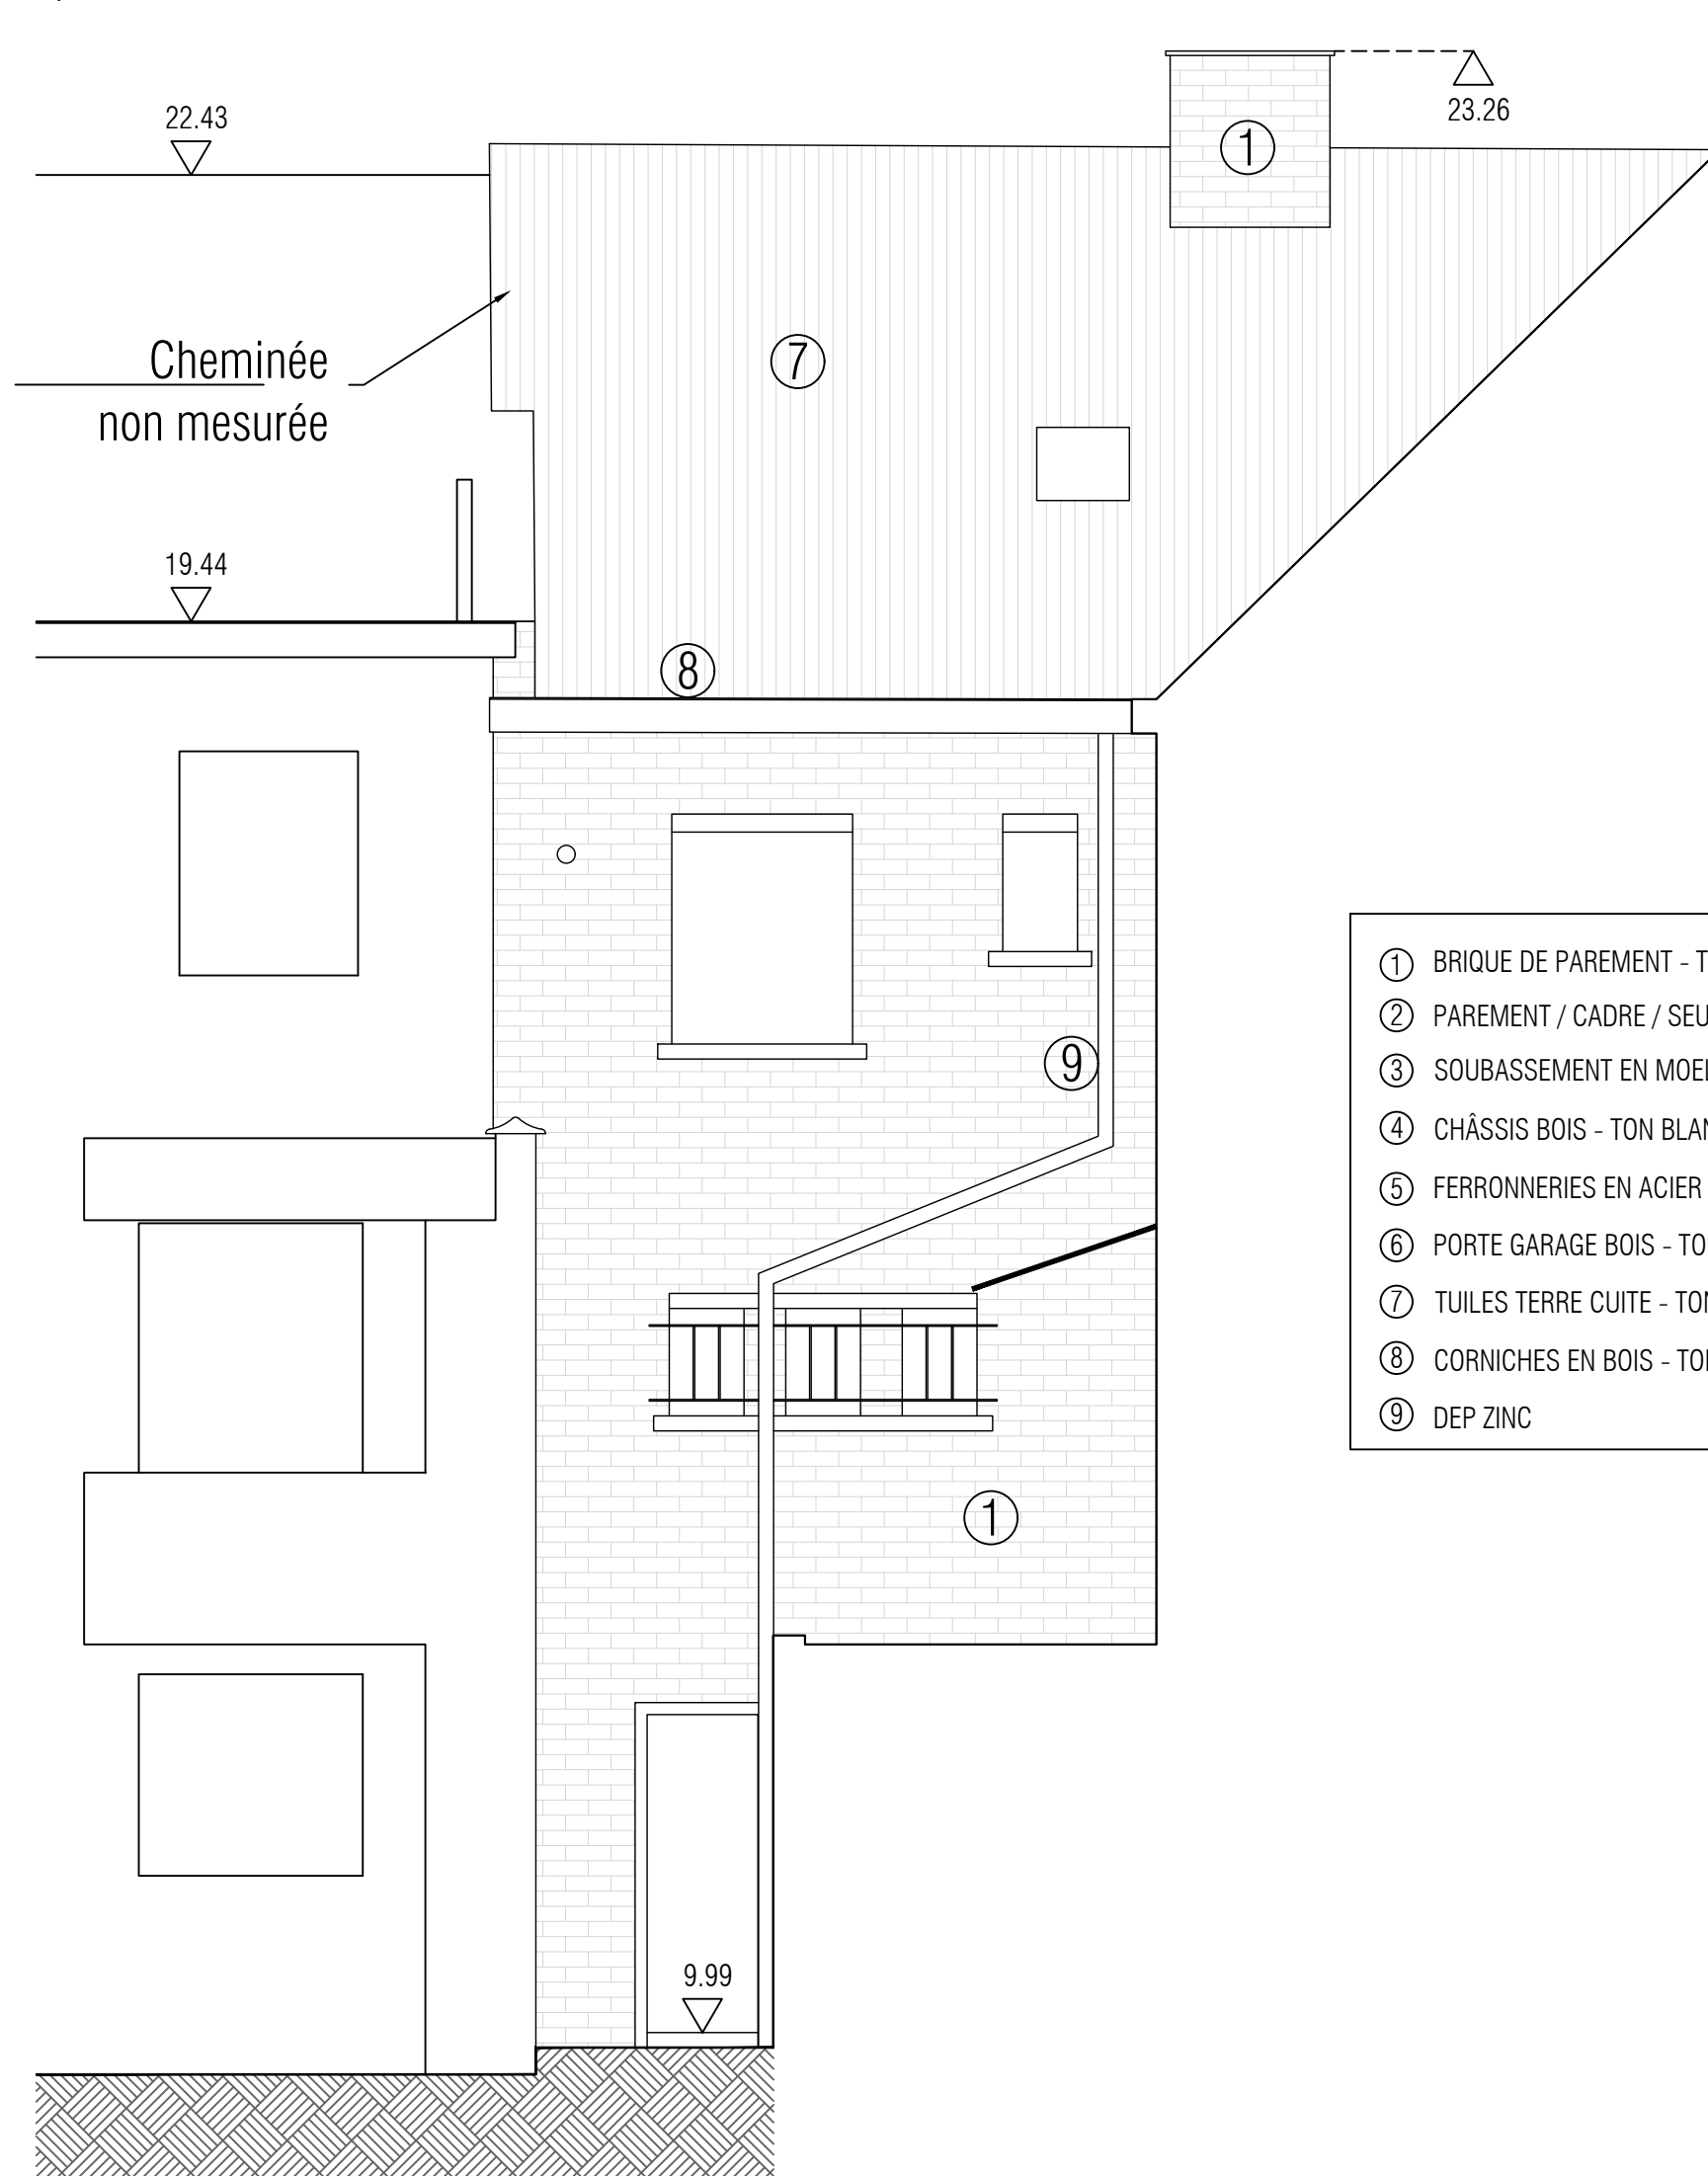 22.43
23.26
1
Cheminée
non mesurée
7
19.44
8
9
1 BRIQUE DE PAREMENT - T
2 PAREMENT / CADRE / SEU
3 SOUBASSEMENT EN MOE
4 CHÂSSIS BOIS - TON BLAN
5 FERRONNERIES EN ACIER
6 PORTE GARAGE BOIS - TO
7 TUILES TERRE CUITE - TON
8 CORNICHES EN BOIS - TO
9 DEP ZINC
1
9.99